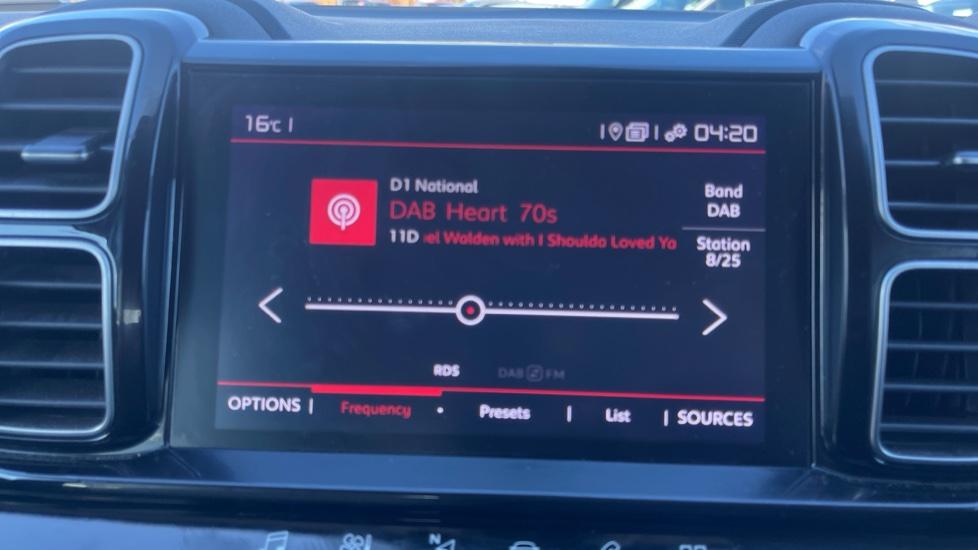 16°C |
04:20
D1 National
DAB Heart 70s
11D el Walden with I Shoulda Loved Yo
Band
DAB
Station
8/25
RDS
DAB FM
OPTIONS | Frequency • Presets | List | SOURCES
N